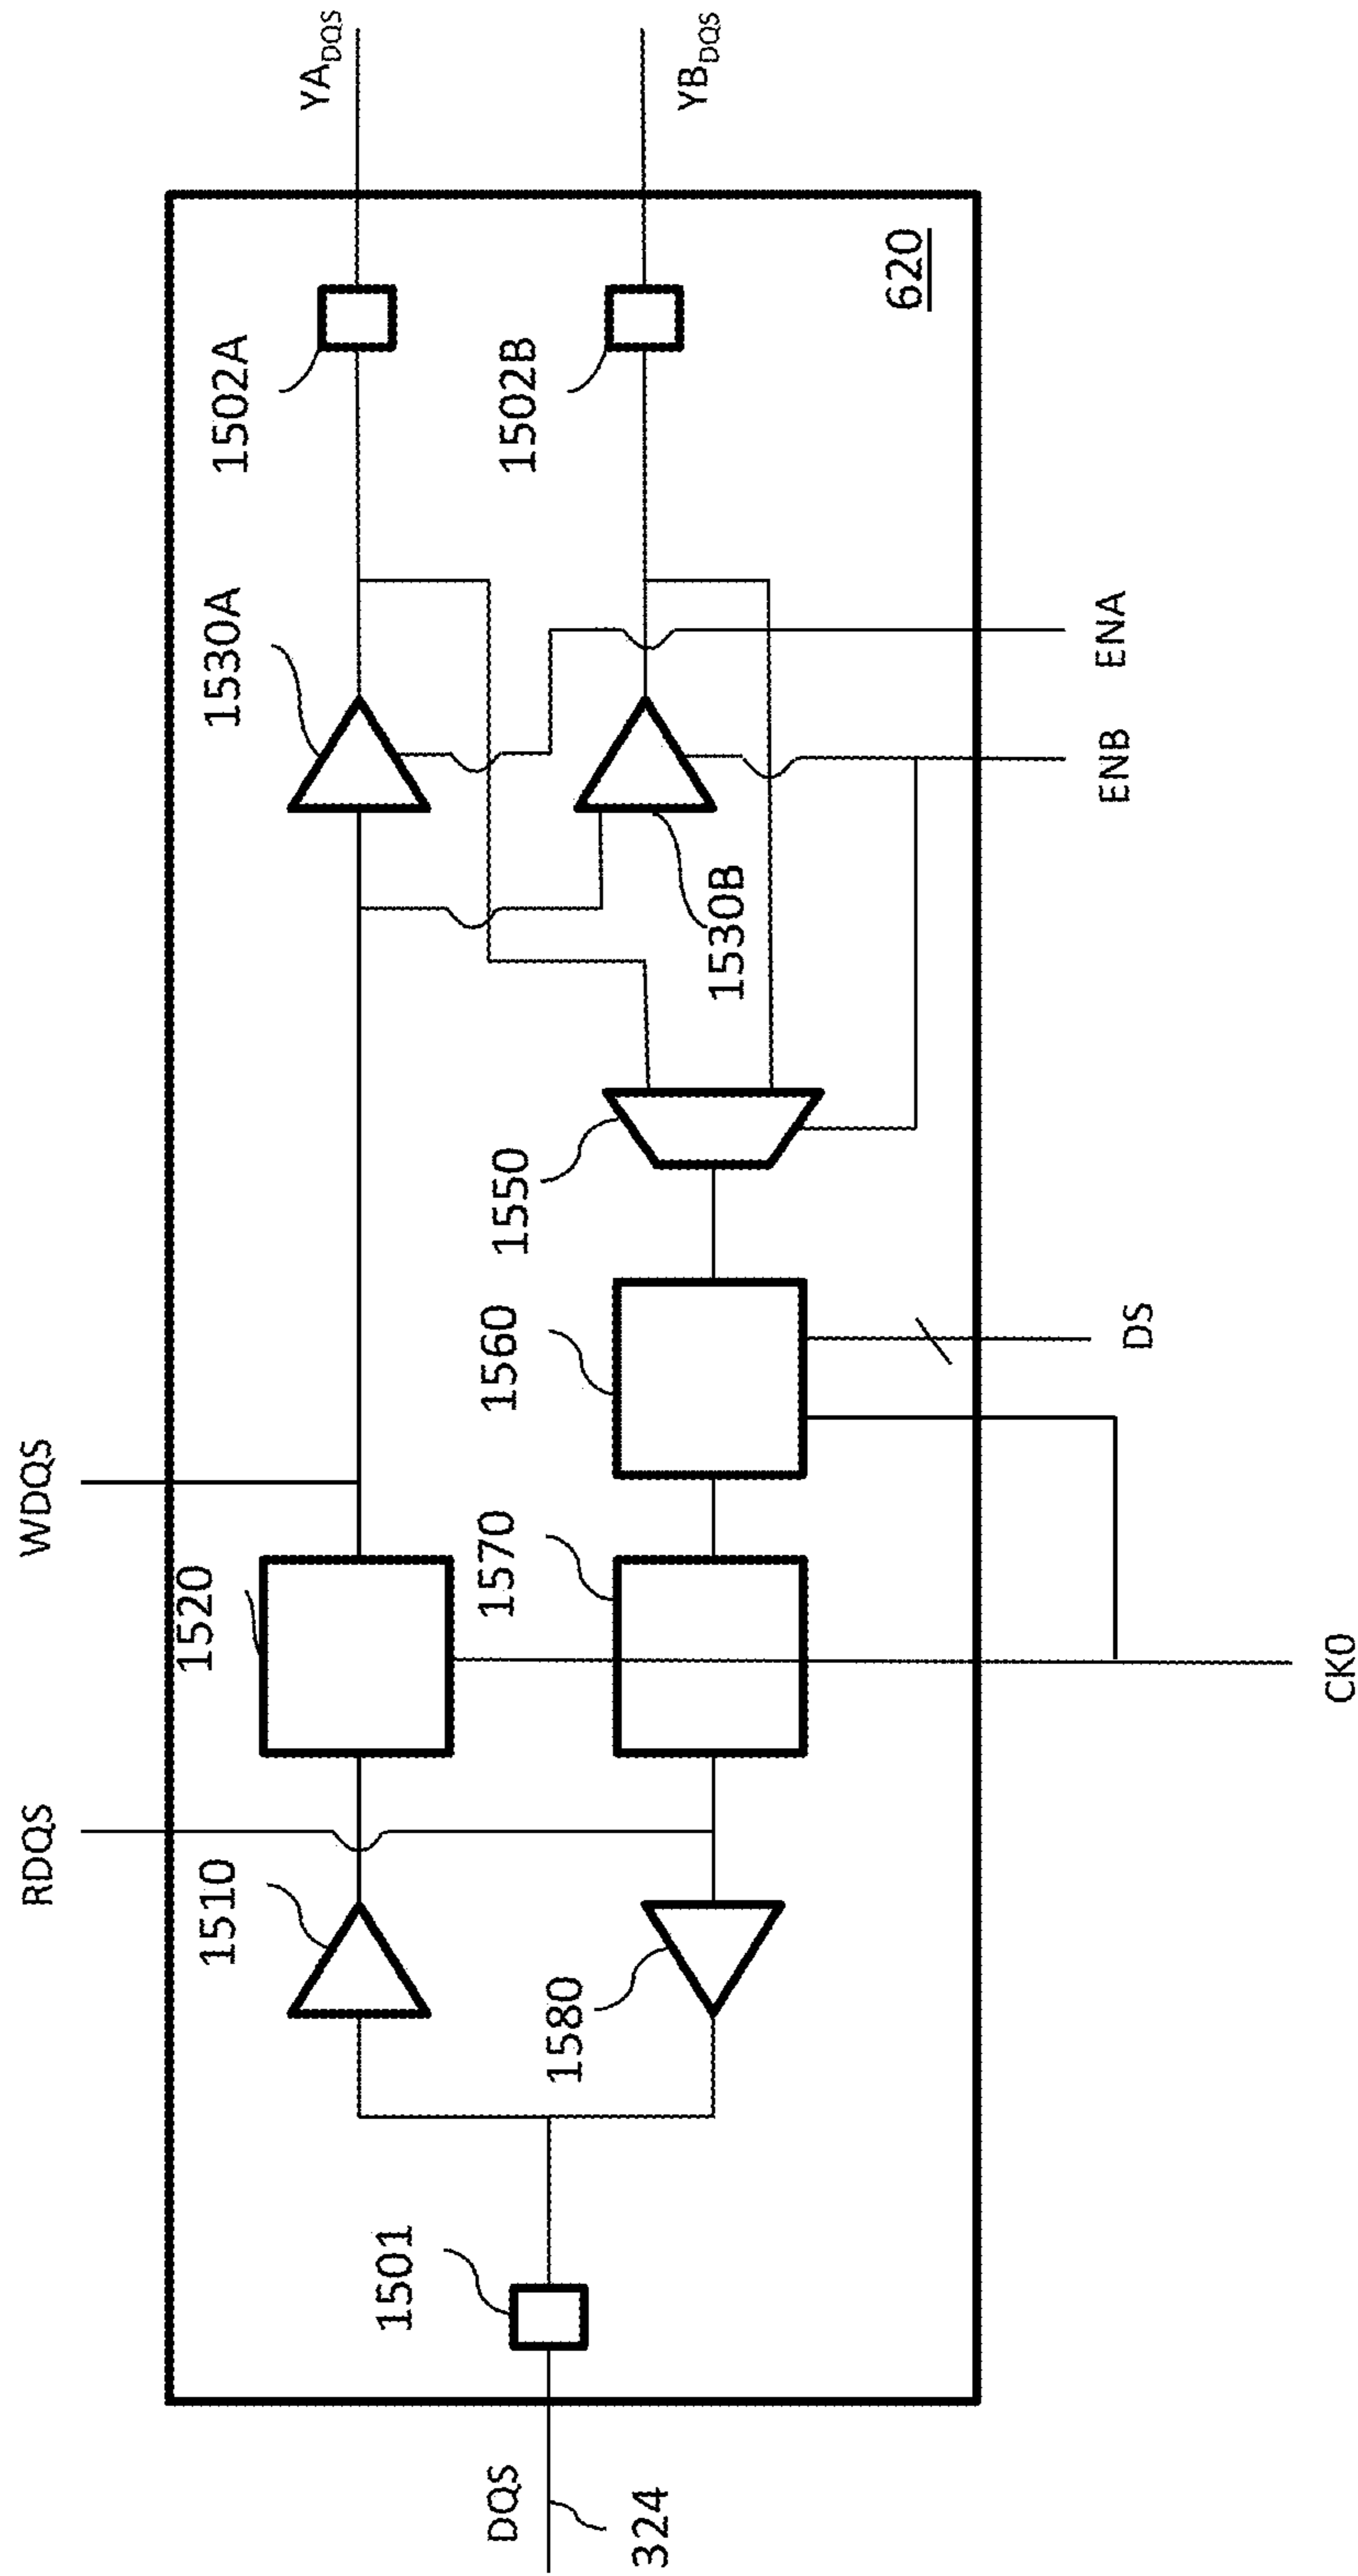 RDQS
WDQS
YA_DQS
YB_DQS
1510
1520
1530A
1502A
1501
1580
1570
1560
1550
1530B
1502B
620
DQS
324
CK0
DS
ENB
ENA